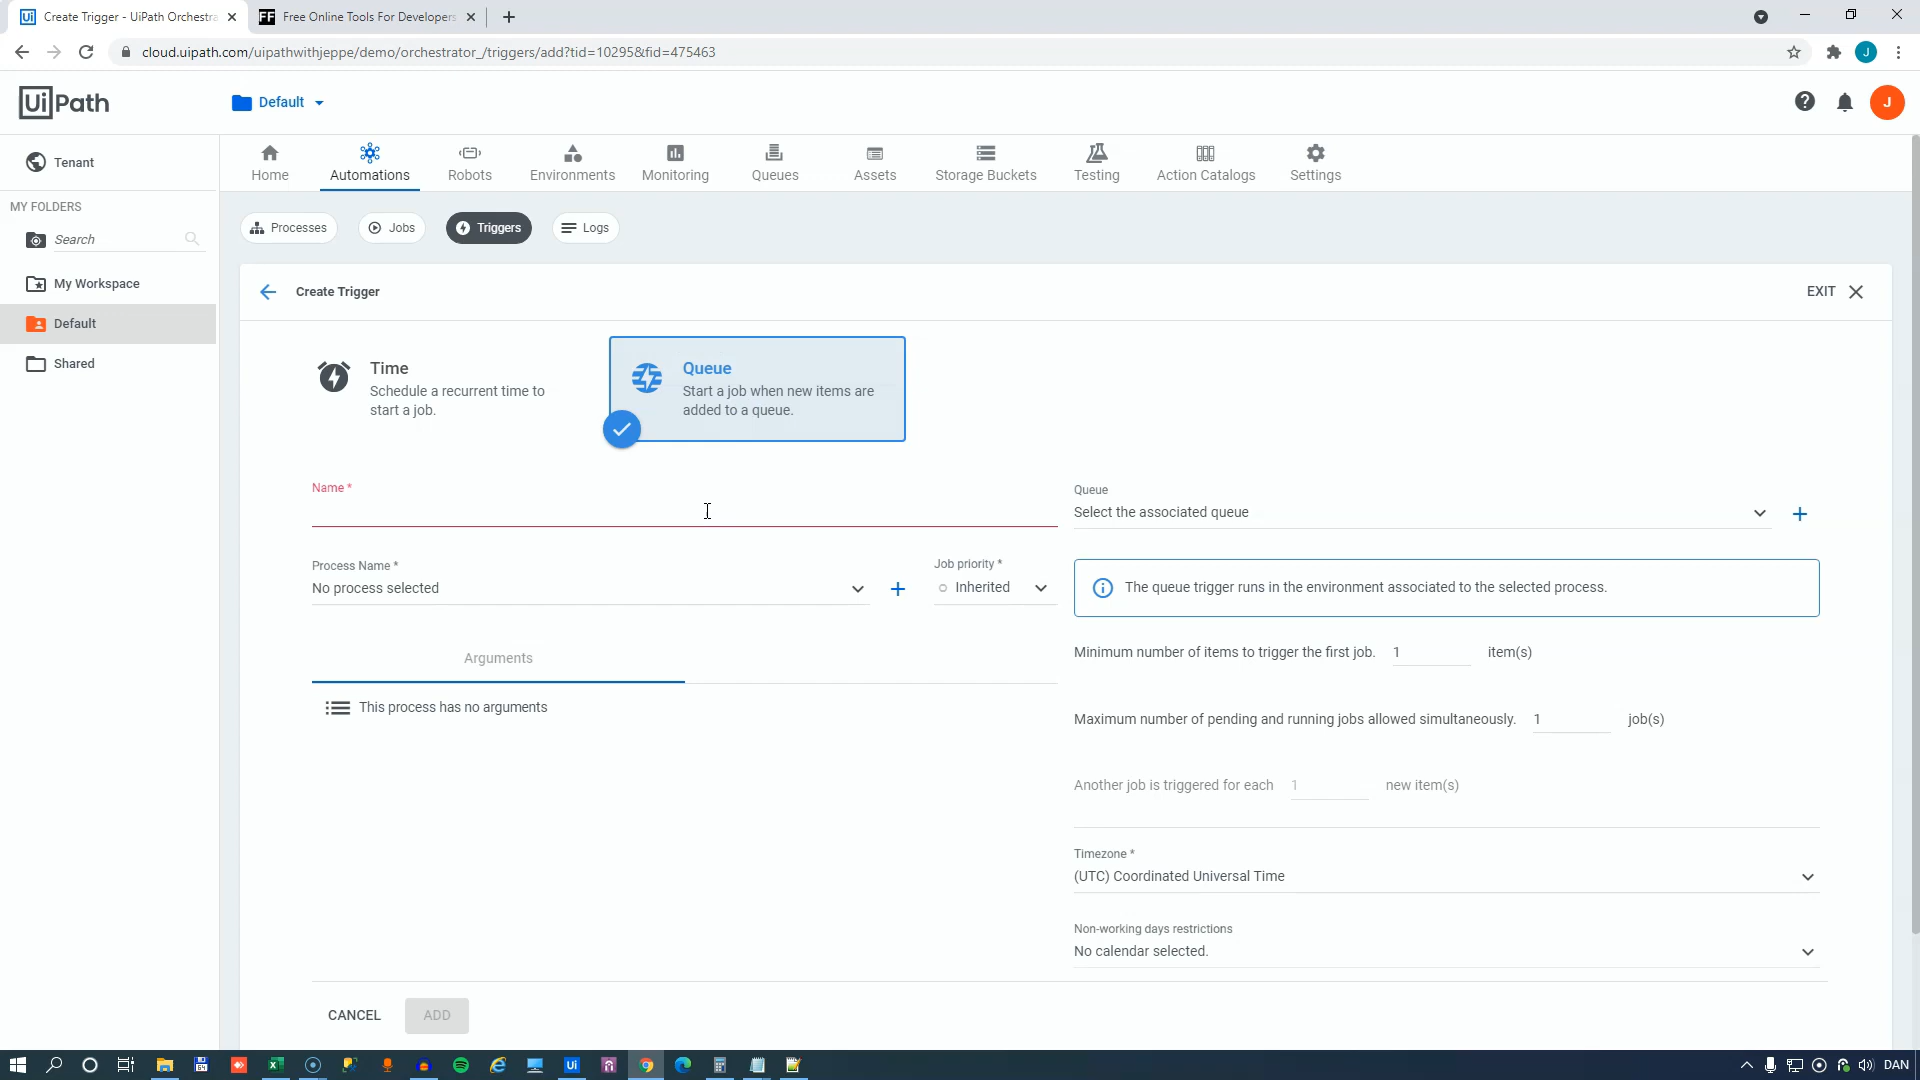 Create Trigger - UiPath Orchestra
Free Online Tools For Developers
cloud.uipath.com/uipathwithjeppe/demo/orchestrator_/triggers/add?tid=10295&fid=475463
J
UiPath
Default
J
Tenant
Home
Automations
Robots
Environments
Monitoring
Queues
Assets
Storage Buckets
Testing
Action Catalogs
Settings
MY FOLDERS
Search
Processes
Jobs
Triggers
Logs
My Workspace
Default
Shared
Create Trigger
EXIT
Time
Schedule a recurrent time to
start a job.
Queue
Start a job when new items are
added to a queue.
Name *
Queue
Select the associated queue
Process Name *
No process selected
Job priority *
Inherited
The queue trigger runs in the environment associated to the selected process.
Arguments
This process has no arguments
Minimum number of items to trigger the first job. 1 item(s)
Maximum number of pending and running jobs allowed simultaneously. 1 job(s)
Another job is triggered for each 1 new item(s)
Timezone *
(UTC) Coordinated Universal Time
Non-working days restrictions
No calendar selected.
CANCEL
ADD
DAN